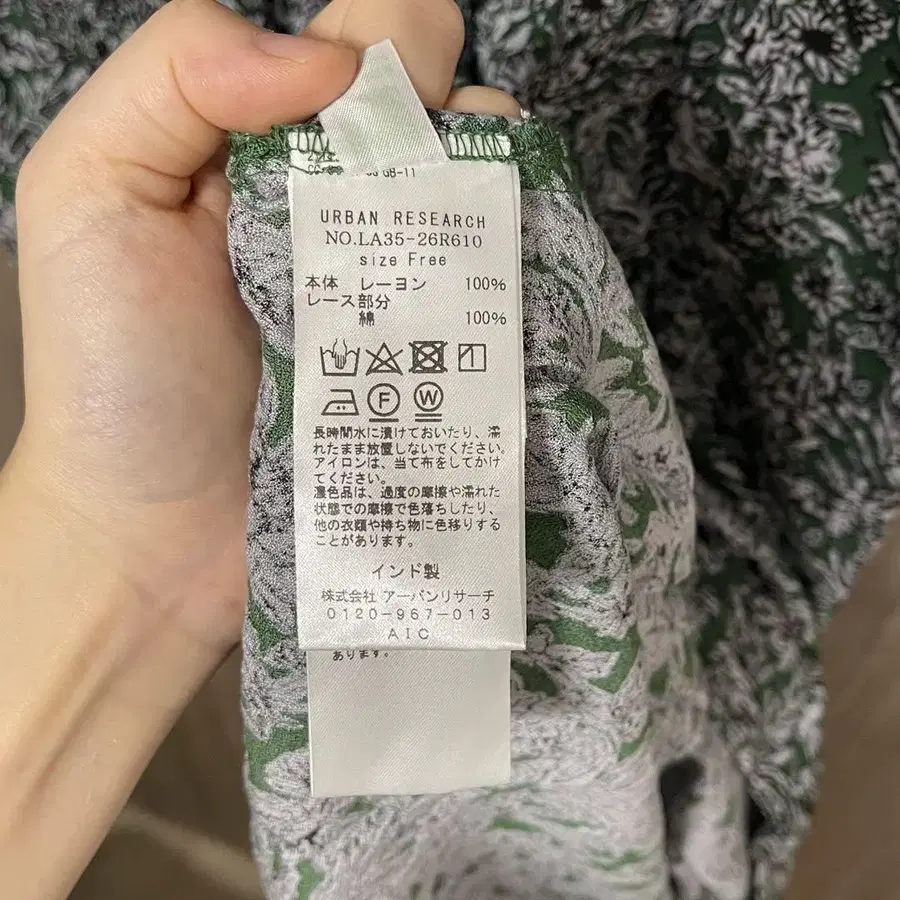 GB-11
URBAN RESEARCH
NO.LA35-26R610
size Free
本体 レーヨン 100%
レース部分
綿 100%
1
F W
長時間水に漬けておいたり、濡
れたまま放置しないでください。
アイロンは、当て布をしてかけ
てください。
濃色品は、過度の摩擦や濡れた
状態での摩擦で色落ちしたり、
他の衣類や持ち物に色移りする
ことがあります。
インド製
株式会社 アーバンリサーチ
0120-967-013
AIC
あります。